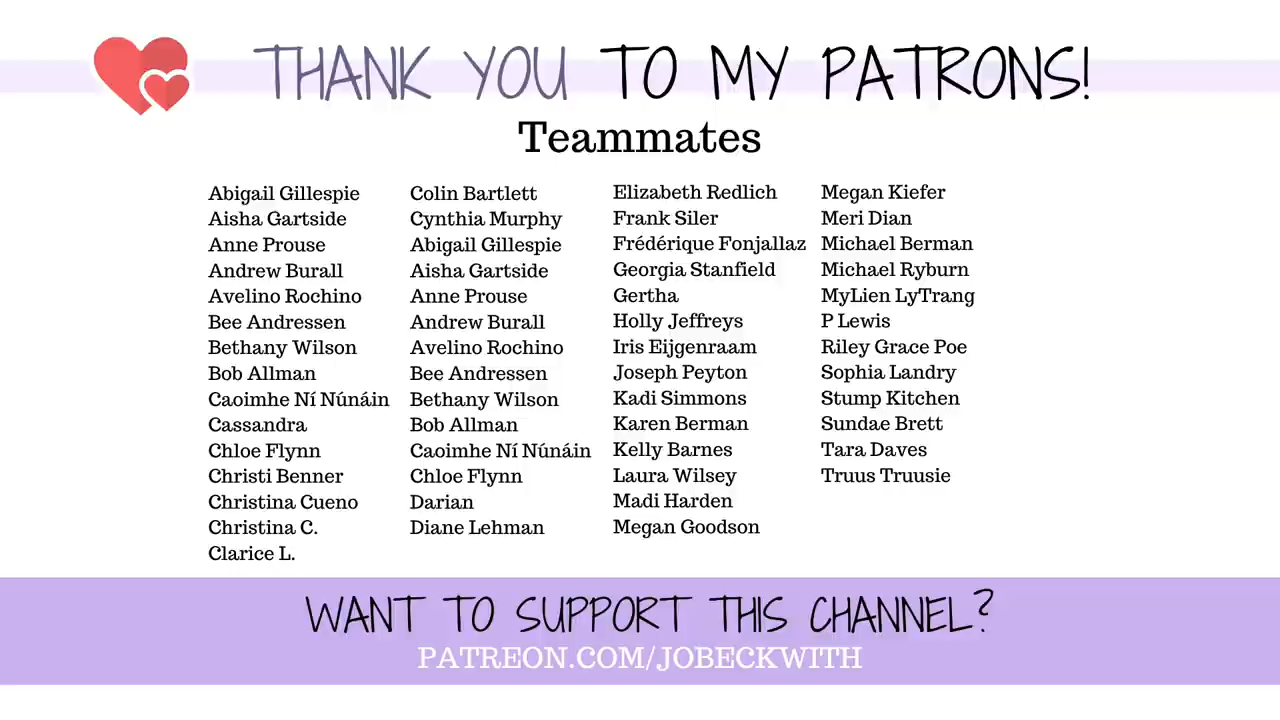 THANK YOU TO MY PATRONS!
Teammates
Abigail Gillespie
Aisha Gartside
Anne Prouse
Andrew Burall
Avelino Rochino
Bee Andressen
Bethany Wilson
Bob Allman
Caoimhe Ní Núnáin
Cassandra
Chloe Flynn
Christi Benner
Christina Cueno
Christina C.
Clarice L.
Colin Bartlett
Cynthia Murphy
Abigail Gillespie
Aisha Gartside
Anne Prouse
Andrew Burall
Avelino Rochino
Bee Andressen
Bethany Wilson
Bob Allman
Caoimhe Ní Núnáin
Chloe Flynn
Darian
Diane Lehman
Elizabeth Redlich
Frank Siler
Frédérique Fonjallaz
Georgia Stanfield
Gertha
Holly Jeffreys
Iris Eijgenraam
Joseph Peyton
Kadi Simmons
Karen Berman
Kelly Barnes
Laura Wilsey
Madi Harden
Megan Goodson
Megan Kiefer
Meri Dian
Michael Berman
Michael Ryburn
MyLien LyTrang
P Lewis
Riley Grace Poe
Sophia Landry
Stump Kitchen
Sundae Brett
Tara Daves
Truus Truusie
WANT TO SUPPORT THIS CHANNEL?
PATREON.COM/JOBECKWITH